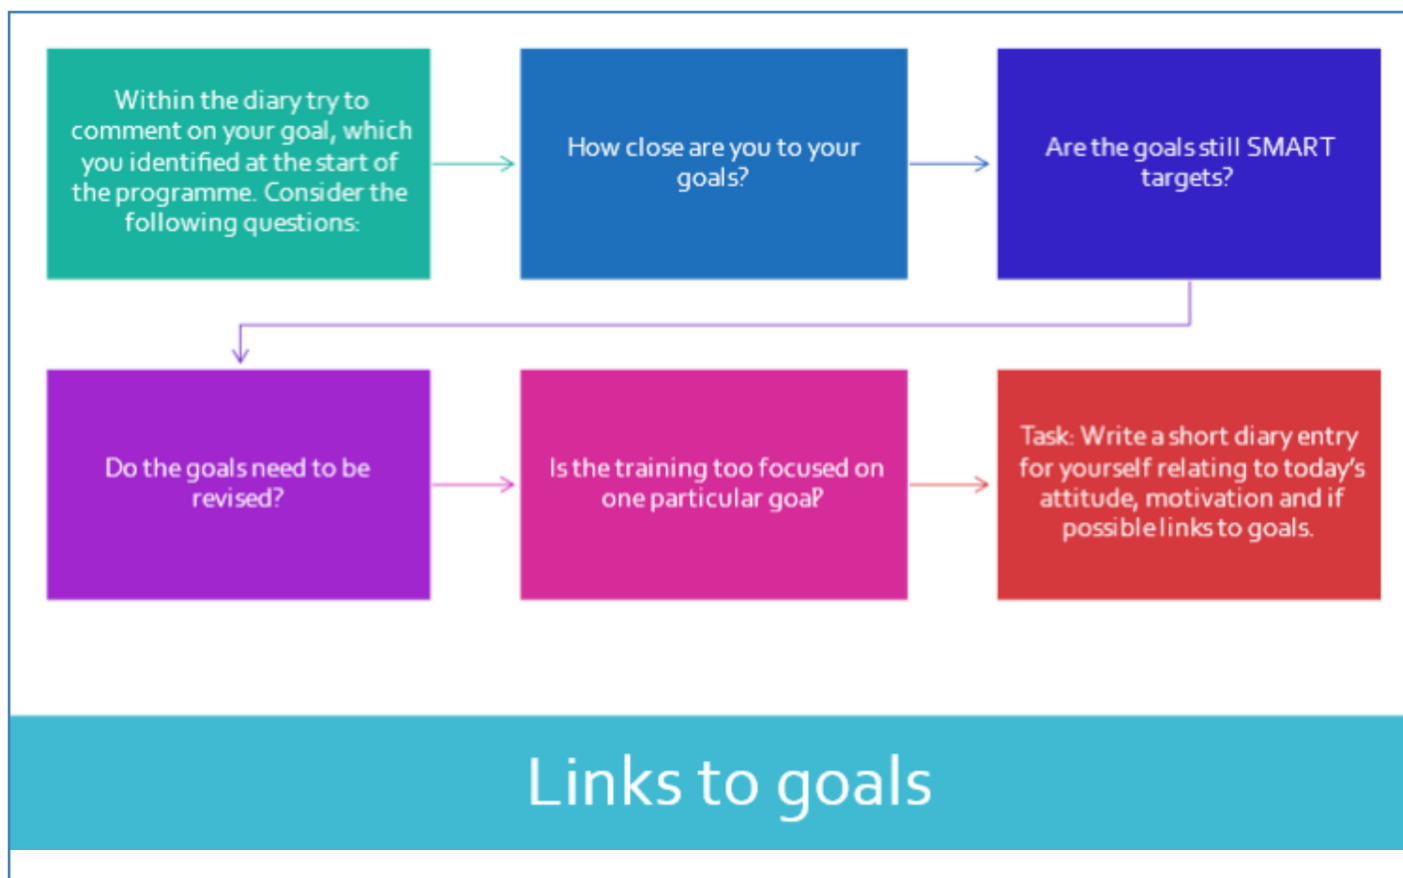 Within the diary try to
comment on your goal, which
you identified at the start of
the programme. Consider the
following questions:
How close are you to your
goals?
Are the goals still SMART
targets?
Do the goals need to be
revised?
Is the training too focused on
one particular goal?
Task: Write a short diary entry
for yourself relating to today's
attitude, motivation and if
possible links to goals.
Links to goals